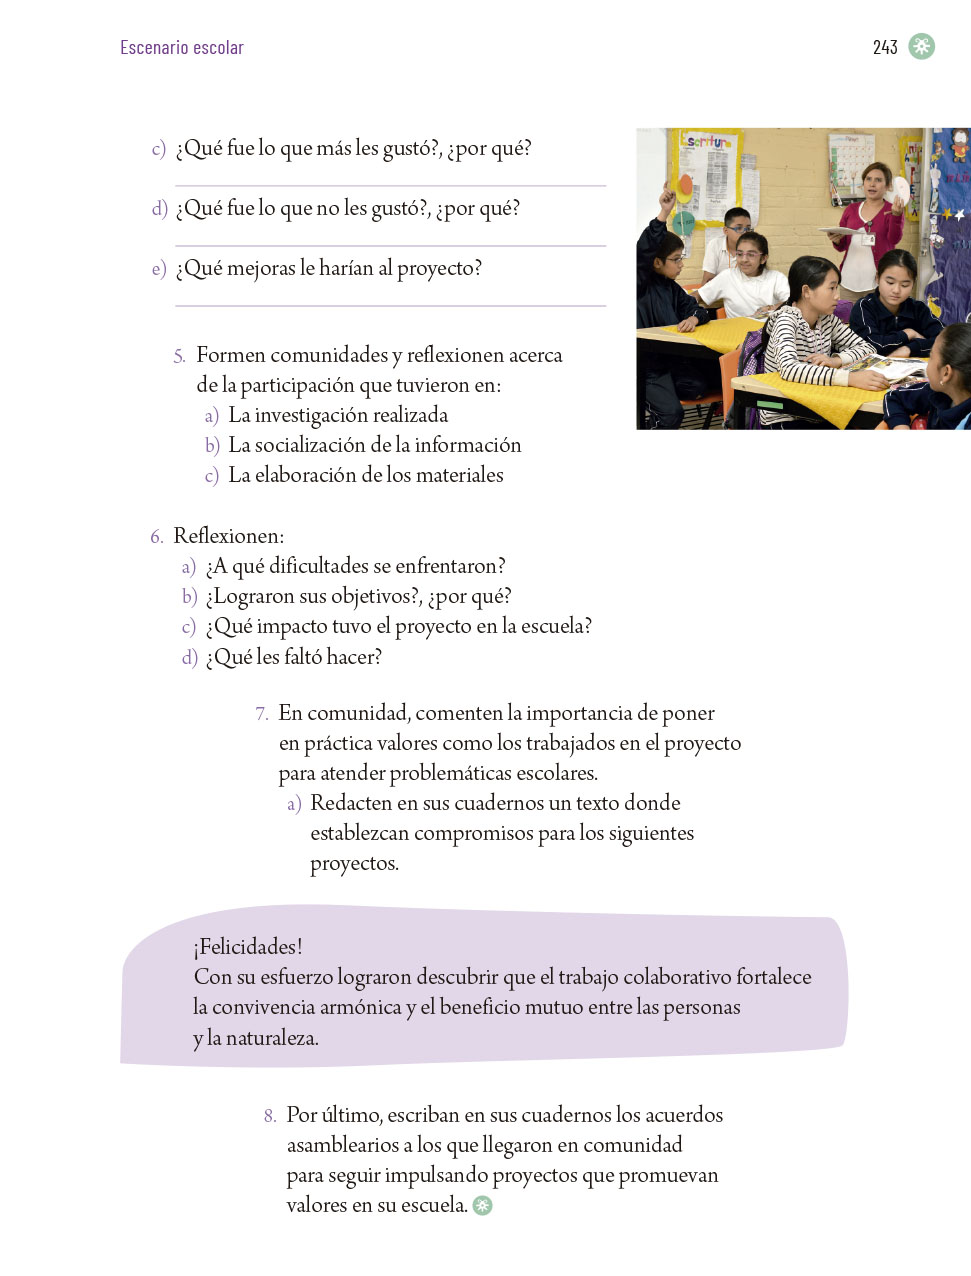 Escenario escolar
243
c) ¿Qué fue lo que más les gustó?, ¿por qué?
d) ¿Qué fue lo que no les gustó?, ¿por qué?
e) ¿Qué mejoras le harían al proyecto?
Escritura
5. Formen comunidades y reflexionen acerca
de la participación que tuvieron en:
a) La investigación realizada
b) La socialización de la información
c) La elaboración de los materiales
6. Reflexionen:
a) ¿A qué dificultades se enfrentaron?
b) ¿Lograron sus objetivos?, ¿por qué?
c) ¿Qué impacto tuvo el proyecto en la escuela?
d) ¿Qué les faltó hacer?
7. En comunidad, comenten la importancia de poner
en práctica valores como los trabajados en el proyecto
para atender problemáticas escolares.
a) Redacten en sus cuadernos un texto donde
establezcan compromisos para los siguientes
proyectos.
¡Felicidades!
Con su esfuerzo lograron descubrir que el trabajo colaborativo fortalece
la convivencia armónica y el beneficio mutuo entre las personas
y la naturaleza.
8. Por último, escriban en sus cuadernos los acuerdos
asamblearios a los que llegaron en comunidad
para seguir impulsando proyectos que promuevan
valores en su escuela.